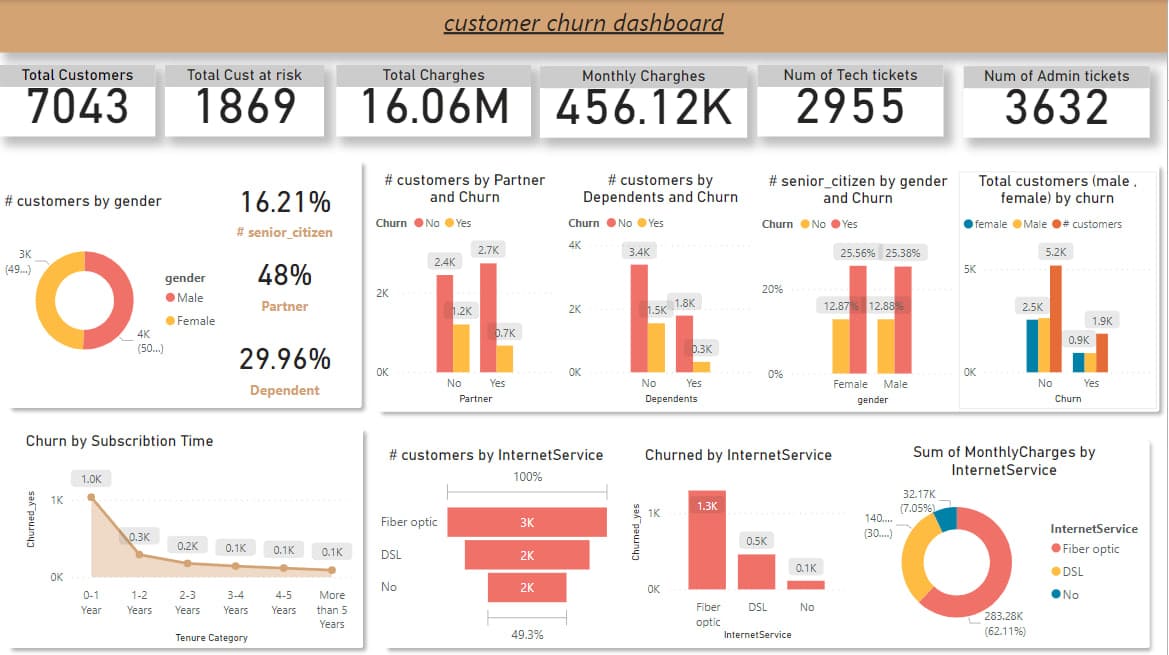 customer churn dashboard
Total Customers
7043
Total Cust at risk
1869
Total Charghes
16.06M
Monthly Charghes
456.12K
Num of Tech tickets
2955
Num of Admin tickets
3632
# customers by gender
3K
(49...)
4K
(50...)
gender
Male
Female
16.21%
# senior_citizen
48%
Partner
29.96%
Dependent
# customers by Partner
and Churn
Churn No Yes
2K
0K
2.4K
1.2K
2.7K
0.7K
No Yes
Partner
# customers by
Dependents and Churn
Churn No Yes
4K
2K
0K
3.4K
1.5K
1.8K
0.3K
No Yes
Dependents
# senior_citizen by gender
and Churn
Churn No Yes
20%
0%
12.87%
25.56%
12.88%
25.38%
Female Male
gender
Total customers (male ,
female) by churn
female Male # customers
5K
0K
2.5K
5.2K
0.9K
1.9K
No Yes
Churn
Churn by Subscribtion Time
Churned_yes
1K
0K
1.0K
0.3K
0.2K
0.1K
0.1K
0.1K
0-1
Year
1-2
Years
2-3
Years
3-4
Years
4-5
Years
More
than 5
Years
Tenure Category
# customers by InternetService
100%
Fiber optic 3K
DSL 2K
No 2K
49.3%
Churned by InternetService
Churned_yes
1K
0K
1.3K
0.5K
0.1K
Fiber
optic
DSL
No
InternetService
Sum of MonthlyCharges by
InternetService
32.17K
(7.05%)
140....
(30....)
283.28K
(62.11%)
InternetService
Fiber optic
DSL
No